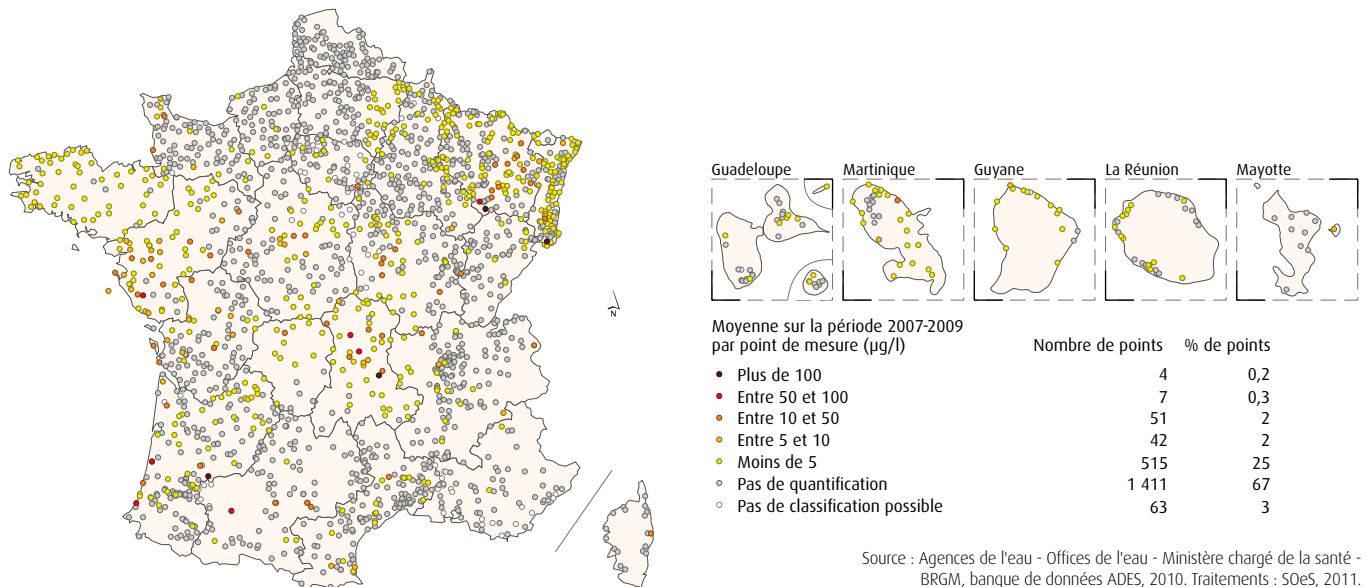 Guadeloupe
Martinique
Guyane
La Réunion
Mayotte
N
Moyenne sur la période 2007-2009
par point de mesure (µg/l) Nombre de points % de points
Plus de 100 4 0,2
Entre 50 et 100 7 0,3
Entre 10 et 50 51 2
Entre 5 et 10 42 2
Moins de 5 515 25
Pas de quantification 1 411 67
Pas de classification possible 63 3
Source : Agences de l'eau - Offices de l'eau - Ministère chargé de la santé -
BRGM, banque de données ADES, 2010. Traitements : SOeS, 2011.